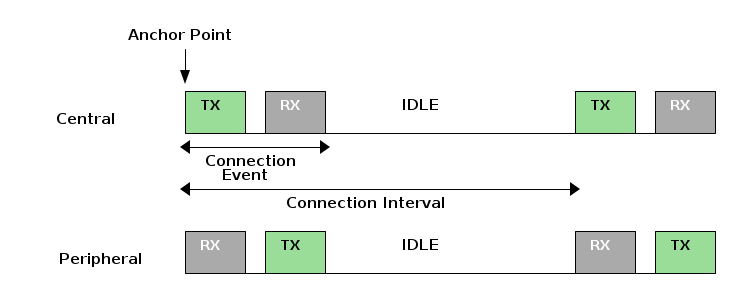 Anchor Point
Central TX RX IDLE TX RX
Connection
Event
Connection Interval
Peripheral RX TX IDLE RX TX